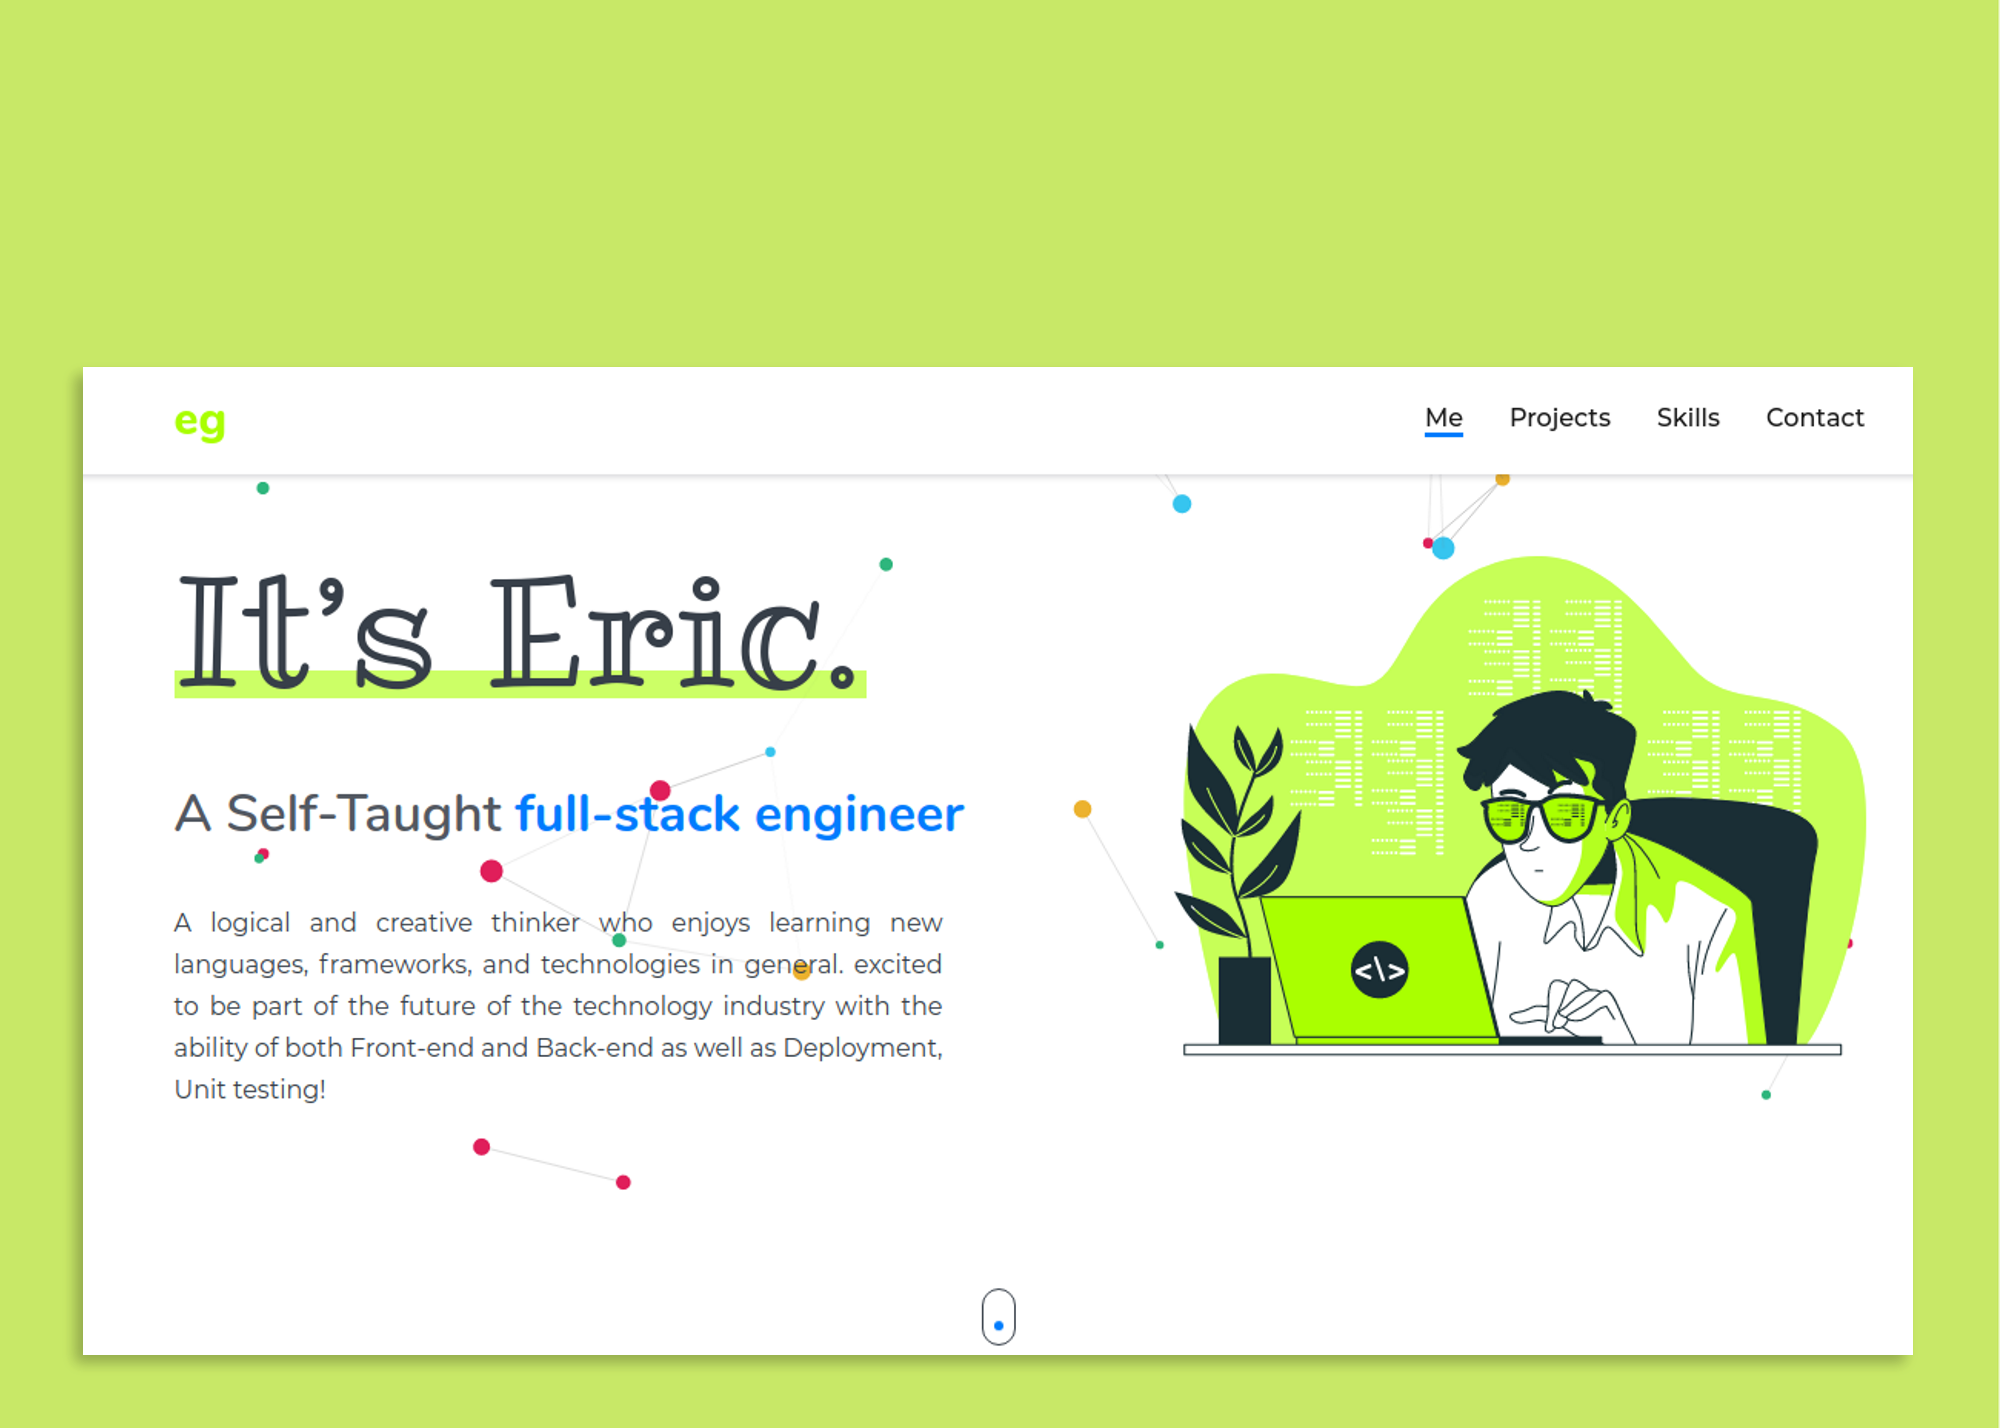 eg
Me Projects Skills Contact
It's Eric.
A Self-Taught full-stack engineer
A logical and creative thinker who enjoys learning new
languages, frameworks, and technologies in general. excited
to be part of the future of the technology industry with the
ability of both Front-end and Back-end as well as Deployment,
Unit testing!
<\>